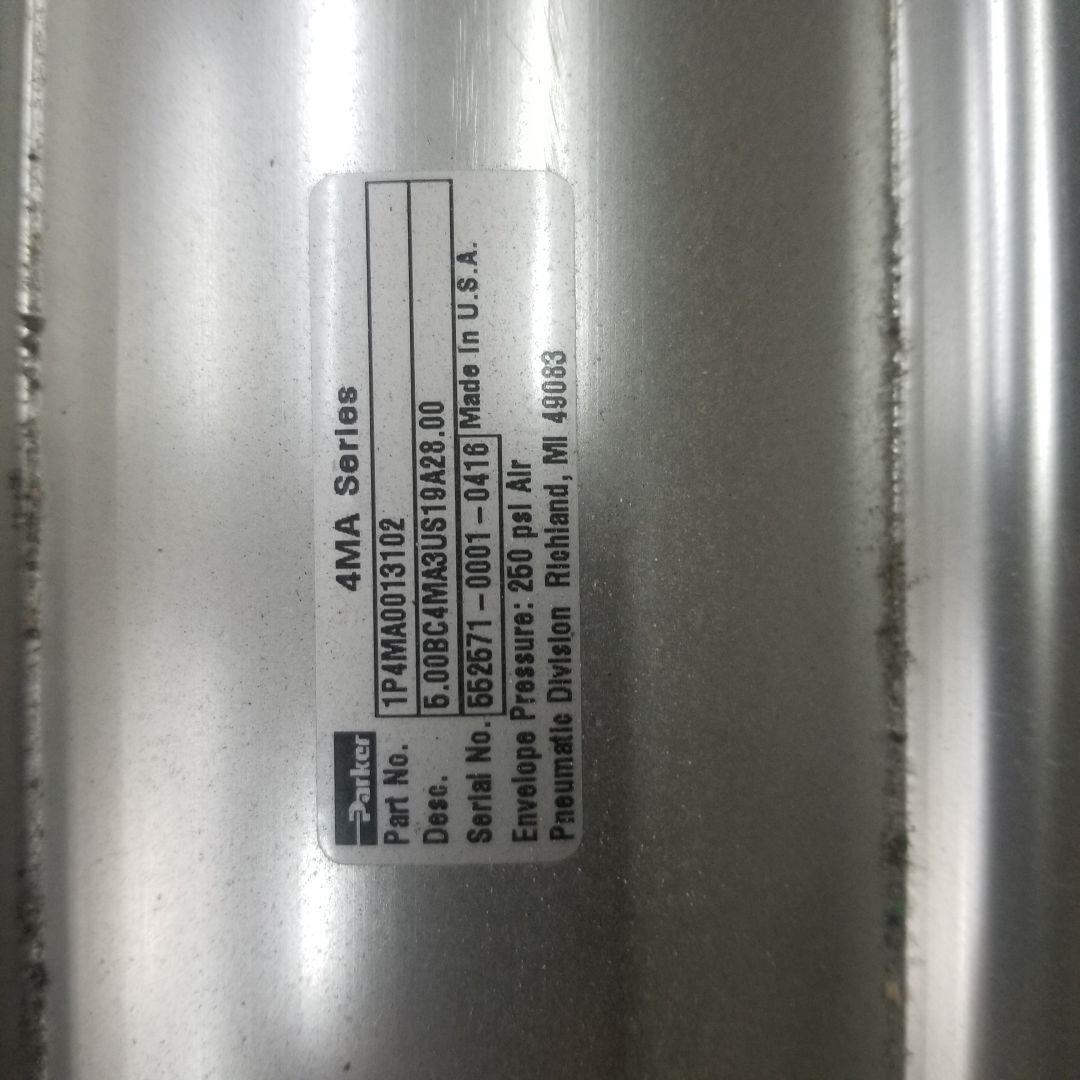 Parker 4MA Series
Part No. 1P4MA0013102
Desc. 5.00BC4MA3US19A28.00
Serial No. 552571-0001-0416 Made In U.S.A.
Envelope Pressure: 250 psi Air
Pneumatic Division Richland, MI 49083